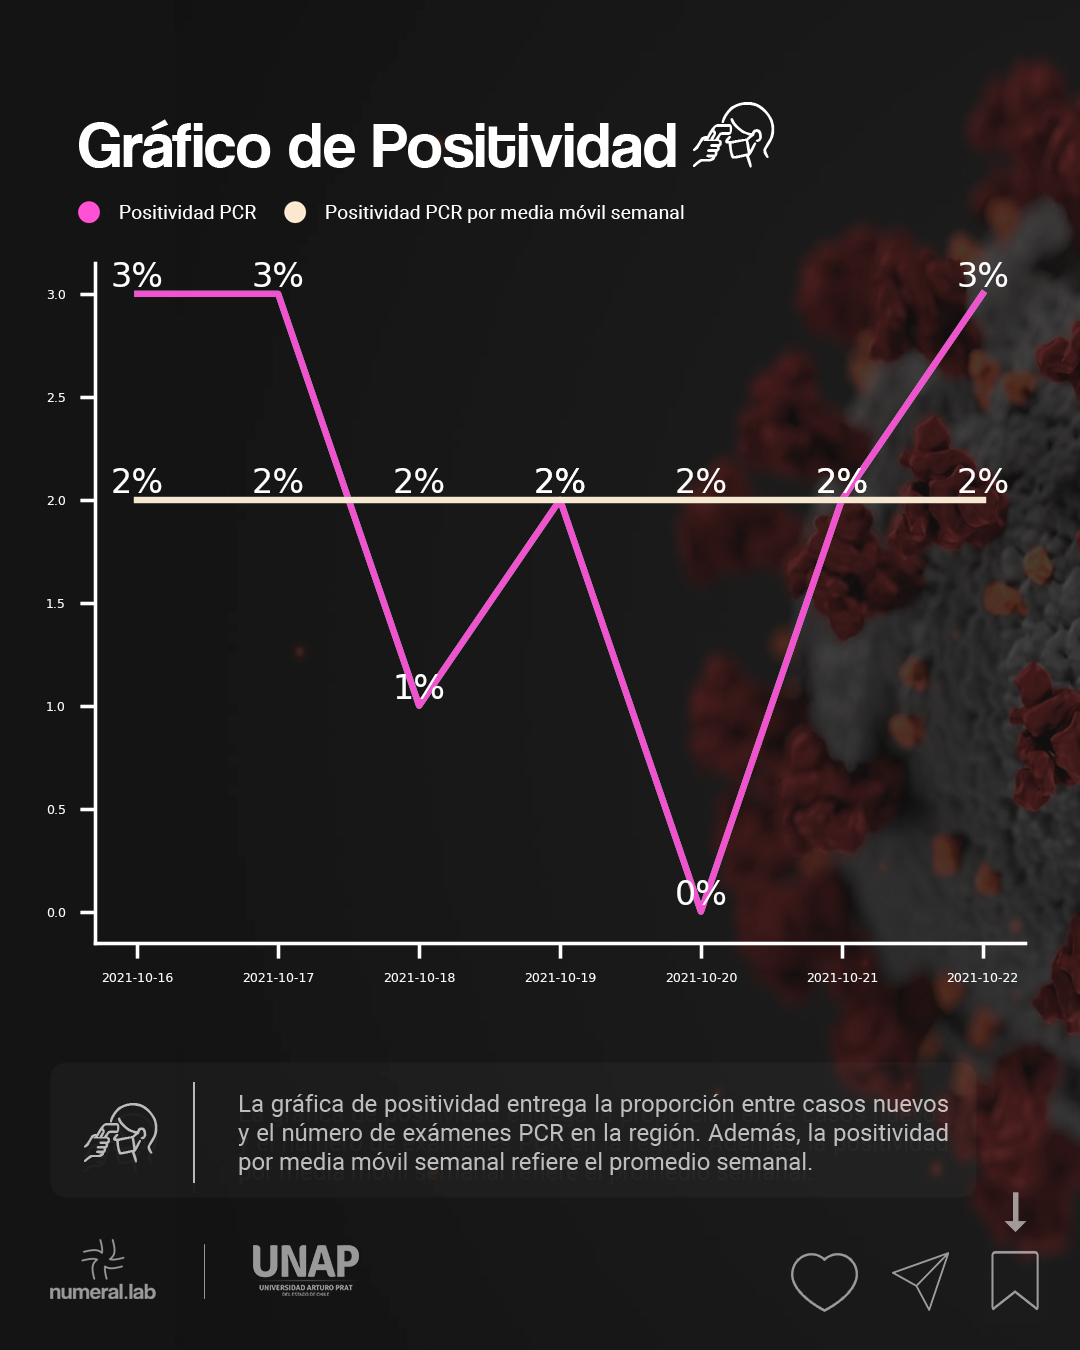 Gráfico de Positividad
Positividad PCR
Positividad PCR por media móvil semanal
3% 3% 3%
3.0
2.5
2% 2% 2% 2% 2% 2% 2%
2.0
1.5
1%
1.0
0.5
0%
0.0
2021-10-16 2021-10-17 2021-10-18 2021-10-19 2021-10-20 2021-10-21 2021-10-22
La gráfica de positividad entrega la proporción entre casos nuevos
y el número de exámenes PCR en la región. Además, la positividad
por media móvil semanal refiere el promedio semanal.
numeral.lab
UNAP
UNIVERSIDAD ARTURO PRAT
DEL ESTADO DE CHILE